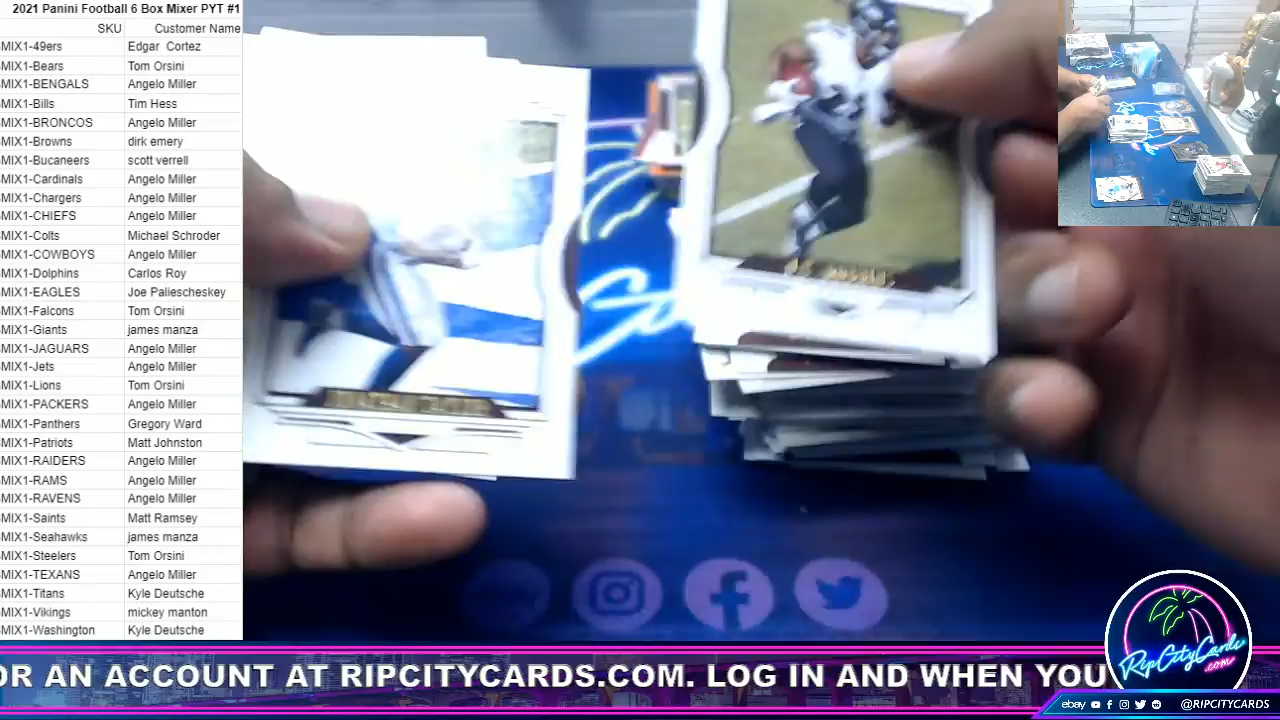 2021 Panini Football 6 Box Mixer PYT #1
SKU Customer Name
MIX1-49ers Edgar Cortez
MIX1-Bears Tom Orsini
MIX1-BENGALS Angelo Miller
MIX1-Bills Tim Hess
MIX1-BRONCOS Angelo Miller
MIX1-Browns dirk emery
MIX1-Bucaneers scott verrell
MIX1-Cardinals Angelo Miller
MIX1-Chargers Angelo Miller
MIX1-CHIEFS Angelo Miller
MIX1-Colts Michael Schroder
MIX1-COWBOYS Angelo Miller
MIX1-Dolphins Carlos Roy
MIX1-EAGLES Joe Paliescheskey
MIX1-Falcons Tom Orsini
MIX1-Giants james manza
MIX1-JAGUARS Angelo Miller
MIX1-Jets Angelo Miller
MIX1-Lions Tom Orsini
MIX1-PACKERS Angelo Miller
MIX1-Panthers Gregory Ward
MIX1-Patriots Matt Johnston
MIX1-RAIDERS Angelo Miller
MIX1-RAMS Angelo Miller
MIX1-RAVENS Angelo Miller
MIX1-Saints Matt Ramsey
MIX1-Seahawks james manza
MIX1-Steelers Tom Orsini
MIX1-TEXANS Angelo Miller
MIX1-Titans Kyle Deutsche
MIX1-Vikings mickey manton
MIX1-Washington Kyle Deutsche
OR AN ACCOUNT AT RIPCITYCARDS.COM. LOG IN AND WHEN YOU
RipCityCards
.com
ebay @RIPCITYCARDS